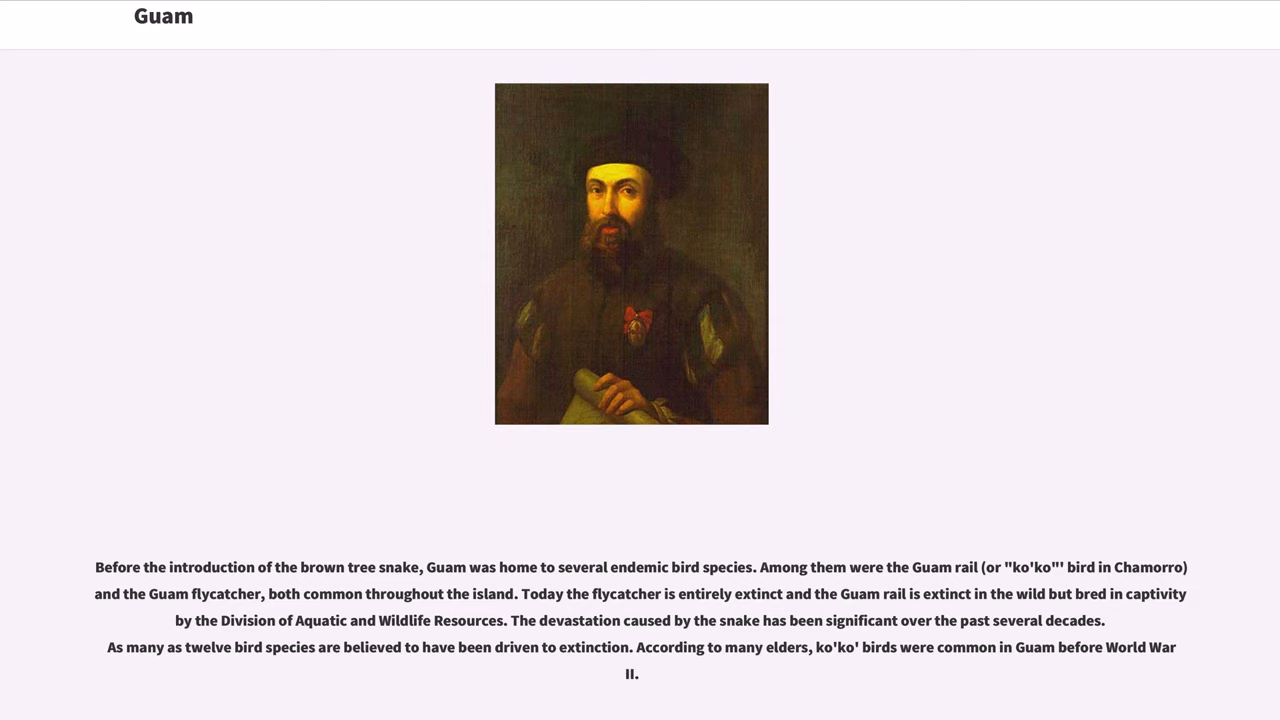 Guam
Before the introduction of the brown tree snake, Guam was home to several endemic bird species. Among them were the Guam rail (or "ko'ko"' bird in Chamorro)
and the Guam flycatcher, both common throughout the island. Today the flycatcher is entirely extinct and the Guam rail is extinct in the wild but bred in captivity
by the Division of Aquatic and Wildlife Resources. The devastation caused by the snake has been significant over the past several decades.
As many as twelve bird species are believed to have been driven to extinction. According to many elders, ko'ko' birds were common in Guam before World War
II.